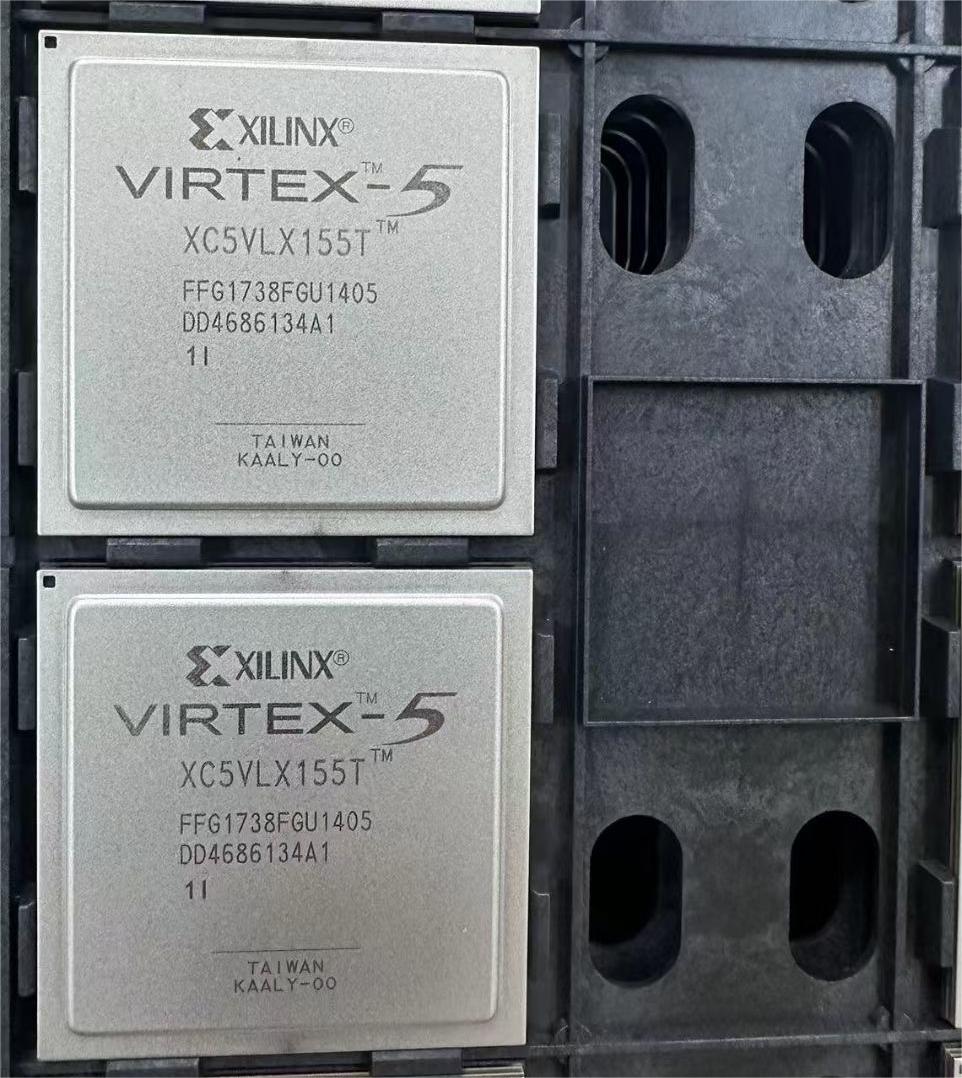 XILINX®
VIRTEX™-5
XC5VLX155T™
FFG1738FGU1405
DD4686134A1
1I
TAIWAN
KAALY-00
XILINX®
VIRTEX™-5
XC5VLX155T™
FFG1738FGU1405
DD4686134A1
1I
TAIWAN
KAALY-00